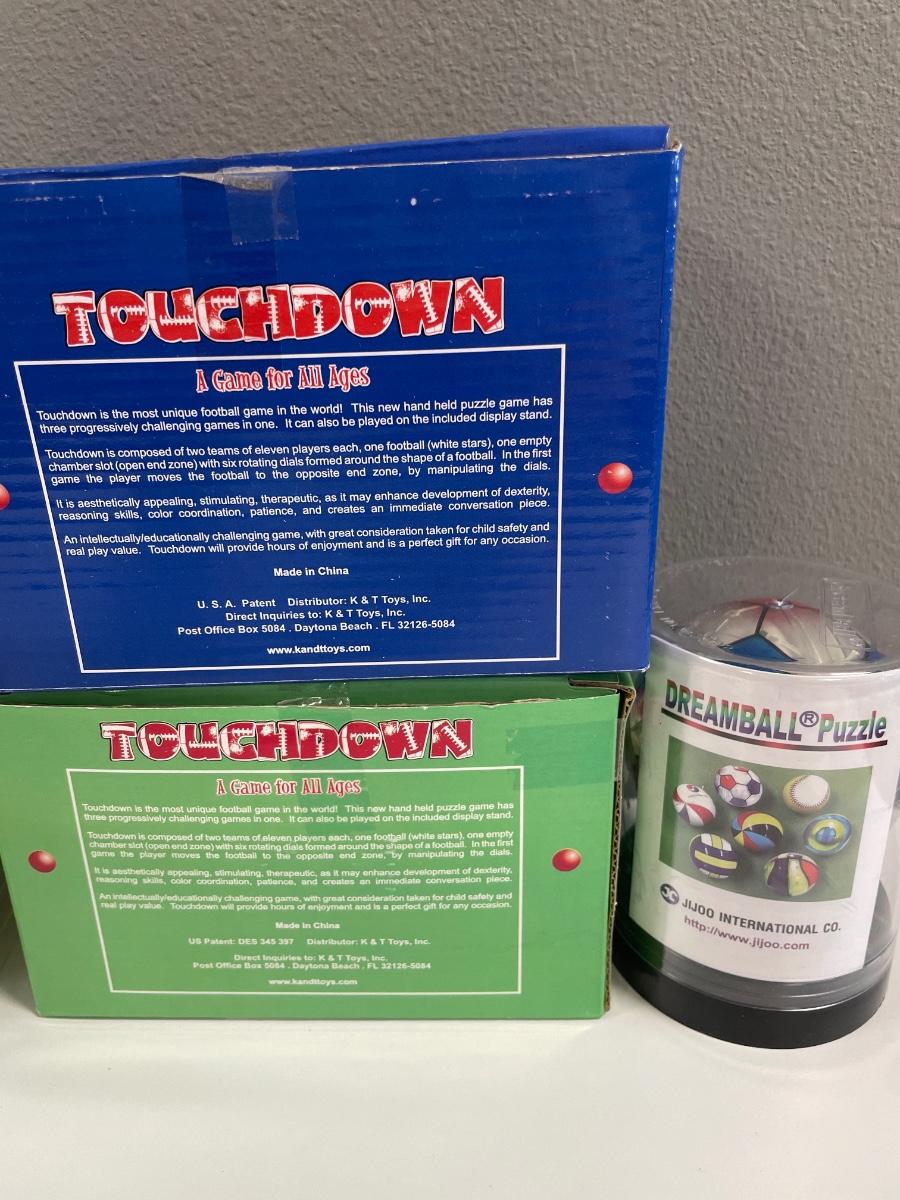 TOUCHDOWN
A Game for All Ages
Touchdown is the most unique football game in the world! This new hand held puzzle game has
three progressively challenging games in one. It can also be played on the included display stand.
Touchdown is composed of two teams of eleven players each, one football (white stars), one empty
chamber slot (open end zone) with six rotating dials formed around the shape of a football. In the first
game the player moves the football to the opposite end zone, by manipulating the dials.
It is aesthetically appealing, stimulating, therapeutic, as it may enhance development of dexterity,
reasoning skills, color coordination, patience, and creates an immediate conversation piece.
An intellectually/educationally challenging game, with great consideration taken for child safety and
real play value. Touchdown will provide hours of enjoyment and is a perfect gift for any occasion.
Made in China
U. S. A. Patent Distributor: K & T Toys, Inc.
Direct Inquiries to: K & T Toys, Inc.
Post Office Box 5084 . Daytona Beach . FL 32126-5084
www.kandttoys.com
TOUCHDOWN
A Game for All Ages
Touchdown is the most unique football game in the world! This new hand held puzzle game has
three progressively challenging games in one. It can also be played on the included display stand.
Touchdown is composed of two teams of eleven players each, one football (white stars), one empty
chamber slot (open end zone) with six rotating dials formed around the shape of a football. In the first
game the player moves the football to the opposite end zone, by manipulating the dials.
It is aesthetically appealing, stimulating, therapeutic, as it may enhance development of dexterity,
reasoning skills, color coordination, patience, and creates an immediate conversation piece.
An intellectually/educationally challenging game, with great consideration taken for child safety and
real play value. Touchdown will provide hours of enjoyment and is a perfect gift for any occasion.
Made in China
US Patent: DES 345 397 Distributor: K & T Toys, Inc.
Direct Inquiries to: K & T Toys, Inc.
Post Office Box 5084 . Daytona Beach . FL 32126-5084
www.kandttoys.com
DREAMBALL® Puzzle
JIJOO INTERNATIONAL CO.
http://www.jijoo.com